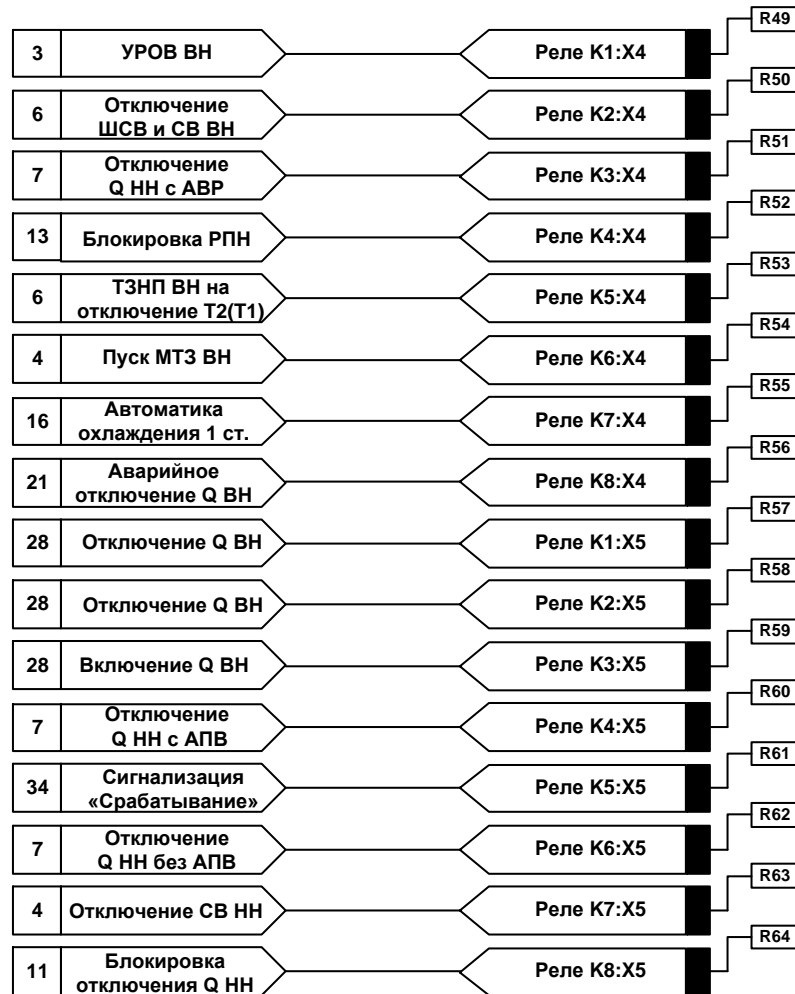 R49
3 УРОВ ВН Реле K1:X4
R50
6 Отключение
ШСВ и СВ ВН Реле K2:X4
R51
7 Отключение
Q НН с АВР Реле K3:X4
R52
13 Блокировка РПН Реле K4:X4
R53
6 ТЗНП ВН на
отключение Т2(Т1) Реле K5:X4
R54
4 Пуск МТЗ ВН Реле K6:X4
R55
16 Автоматика
охлаждения 1 ст. Реле K7:X4
R56
21 Аварийное
отключение Q ВН Реле K8:X4
R57
28 Отключение Q ВН Реле K1:X5
R58
28 Отключение Q ВН Реле K2:X5
R59
28 Включение Q ВН Реле K3:X5
R60
7 Отключение
Q НН с АПВ Реле K4:X5
R61
34 Сигнализация
«Срабатывание» Реле K5:X5
R62
7 Отключение
Q НН без АПВ Реле K6:X5
R63
4 Отключение СВ НН Реле K7:X5
R64
11 Блокировка
отключения Q НН Реле K8:X5